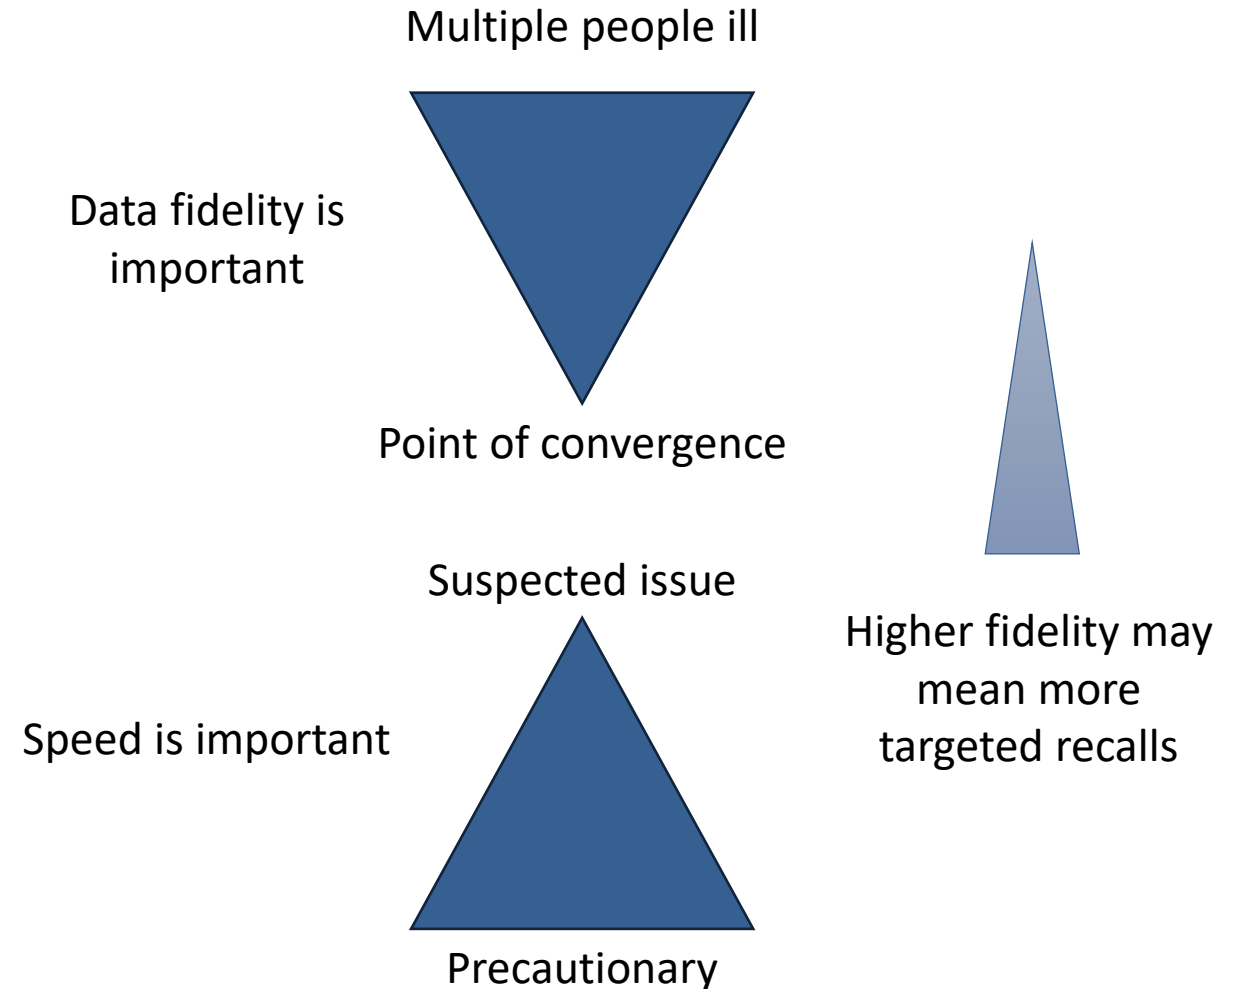 Multiple people ill
Data fidelity is
important
Point of convergence
Suspected issue
Higher fidelity may
mean more
targeted recalls
Speed is important
Precautionary